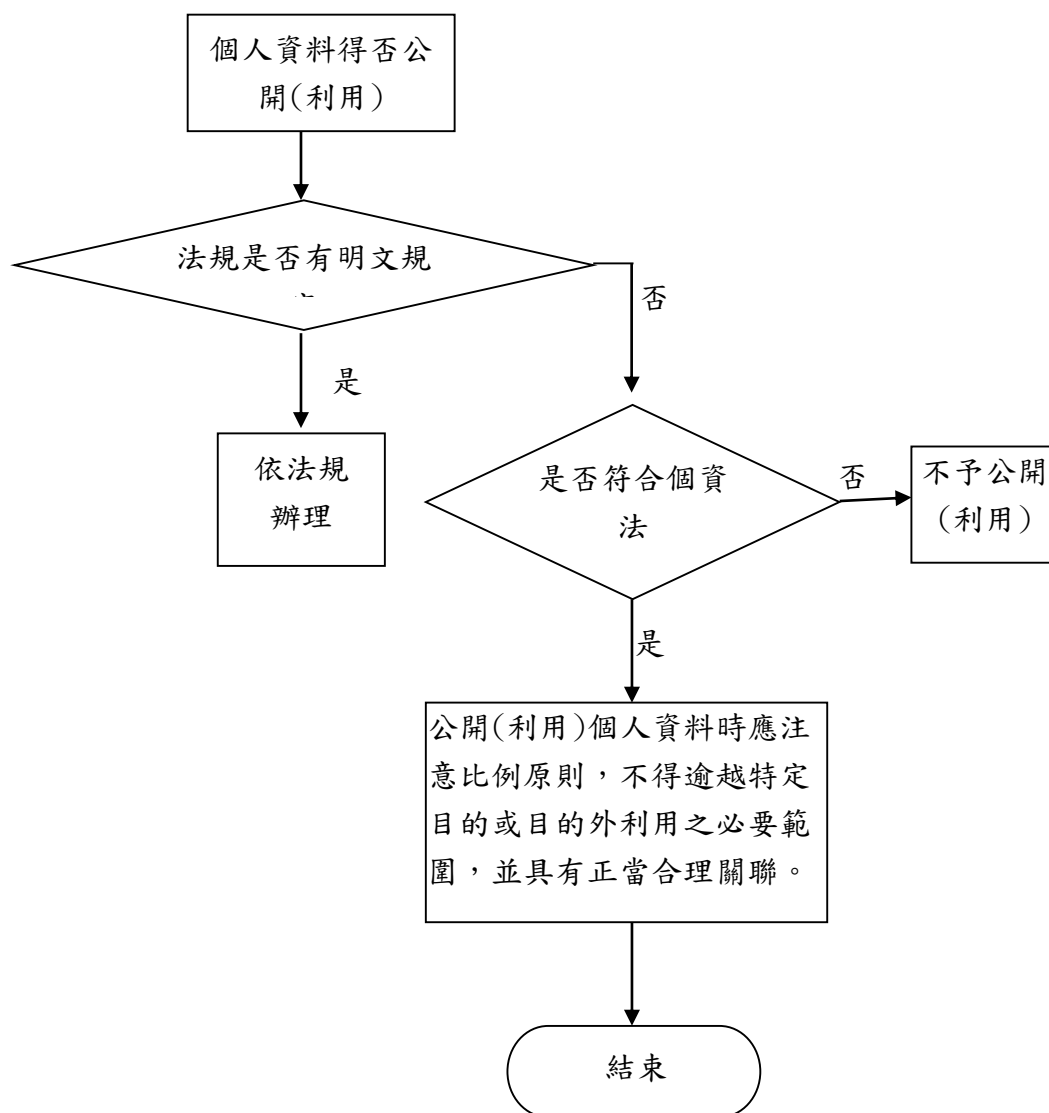 個人資料得否公
開(利用)
法規是否有明文規
否
是
依法規
辦理
是否符合個資
法
否
不予公開
(利用)
是
公開(利用)個人資料時應注
意比例原則，不得逾越特定
目的或目的外利用之必要範
圍，並具有正當合理關聯。
結束